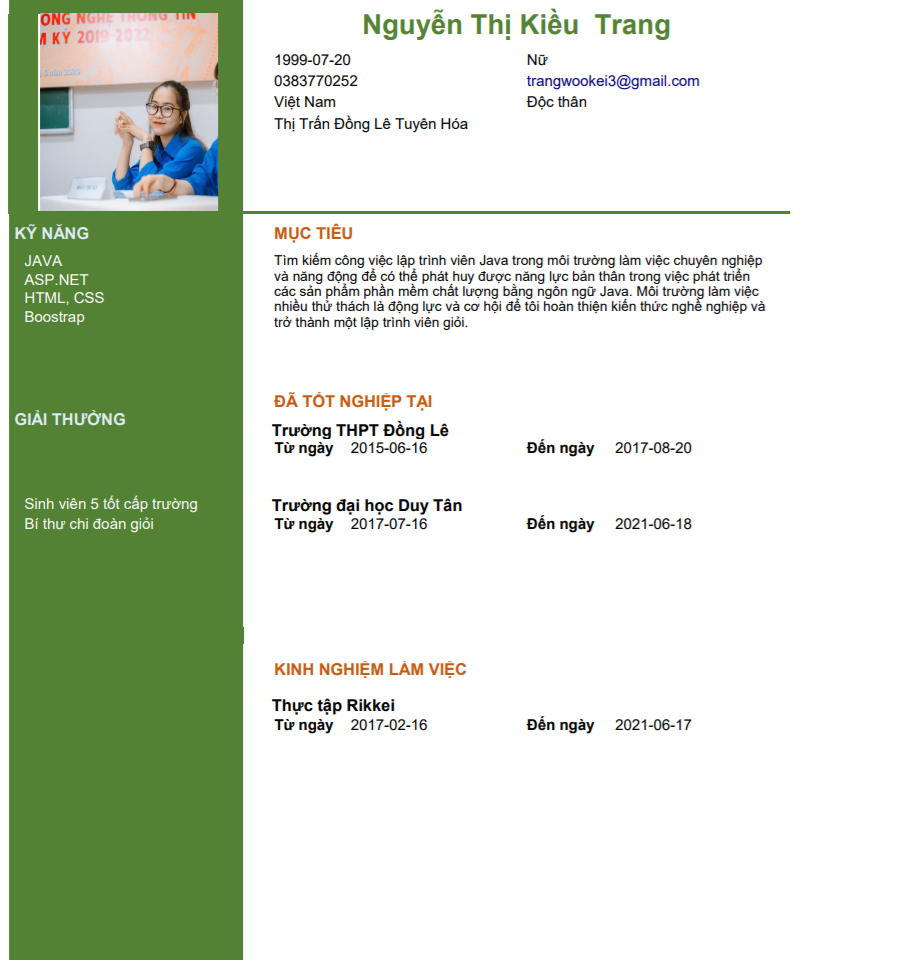 ÔNG NGHỆ THÔNG TIN
M KỲ 2019-2022
Nguyễn Thị Kiều  Trang
1999-07-20
Nữ
0383770252
trangwookei3@gmail.com
Việt Nam
Độc thân
Thị Trấn Đồng Lê Tuyên Hóa
KỸ NĂNG
JAVA
ASP.NET
HTML, CSS
Boostrap
GIẢI THƯỞNG
Sinh viên 5 tốt cấp trường
Bí thư chi đoàn giỏi
MỤC TIÊU
Tìm kiếm công việc lập trình viên Java trong môi trường làm việc chuyên nghiệp
và năng động để có thể phát huy được năng lực bản thân trong việc phát triển
các sản phẩm phần mềm chất lượng bằng ngôn ngữ Java. Môi trường làm việc
nhiều thử thách là động lực và cơ hội để tôi hoàn thiện kiến thức nghề nghiệp và
trở thành một lập trình viên giỏi.
ĐÃ TỐT NGHIỆP TẠI
Trường THPT Đồng Lê
Từ ngày 2015-06-16 Đến ngày 2017-08-20
Trường đại học Duy Tân
Từ ngày 2017-07-16 Đến ngày 2021-06-18
KINH NGHIỆM LÀM VIỆC
Thực tập Rikkei
Từ ngày 2017-02-16 Đến ngày 2021-06-17